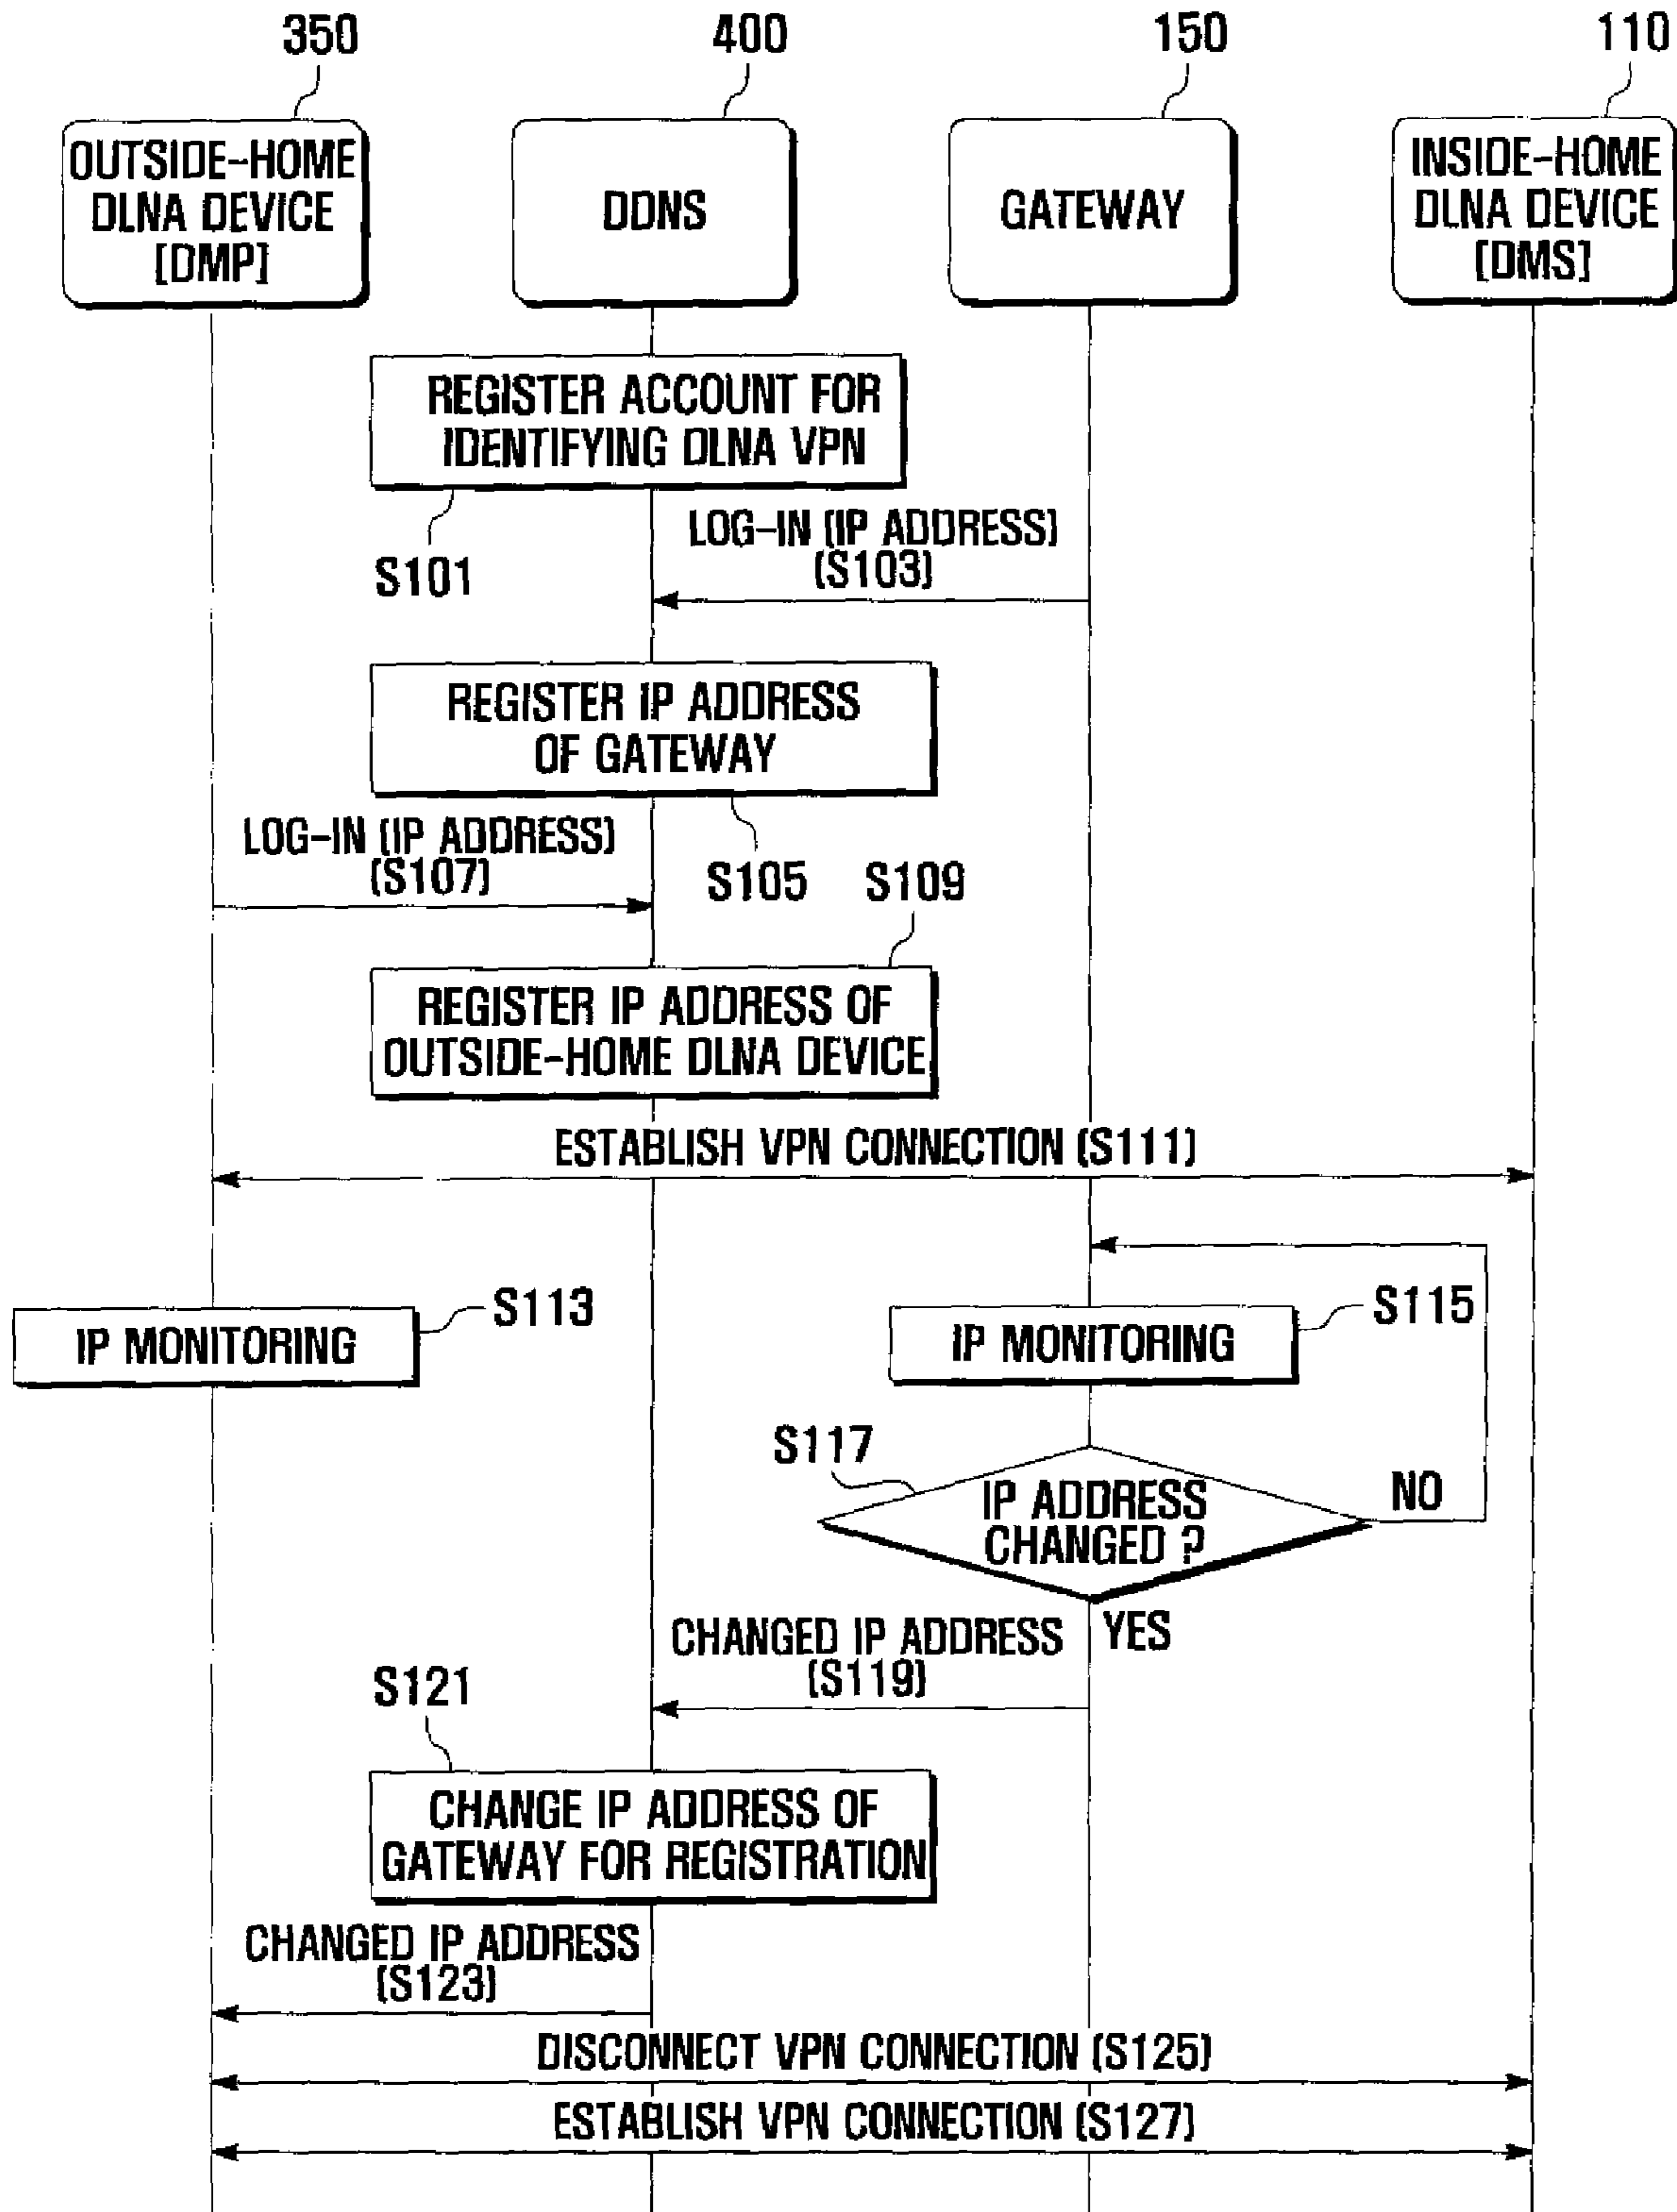 350
400
150
110
OUTSIDE-HOME
DLNA DEVICE
[DMP]
DDNS
GATEWAY
INSIDE-HOME
DLNA DEVICE
[DMS]
REGISTER ACCOUNT FOR
IDENTIFYING DLNA VPN
S101
LOG-IN (IP ADDRESS)
(S103)
REGISTER IP ADDRESS
OF GATEWAY
S105
LOG-IN (IP ADDRESS)
(S107)
S109
REGISTER IP ADDRESS OF
OUTSIDE-HOME DLNA DEVICE
ESTABLISH VPN CONNECTION (S111)
IP MONITORING
S113
IP MONITORING
S115
S117
IP ADDRESS
CHANGED ?
NO
YES
CHANGED IP ADDRESS
(S119)
S121
CHANGE IP ADDRESS OF
GATEWAY FOR REGISTRATION
CHANGED IP ADDRESS
(S123)
DISCONNECT VPN CONNECTION (S125)
ESTABLISH VPN CONNECTION (S127)